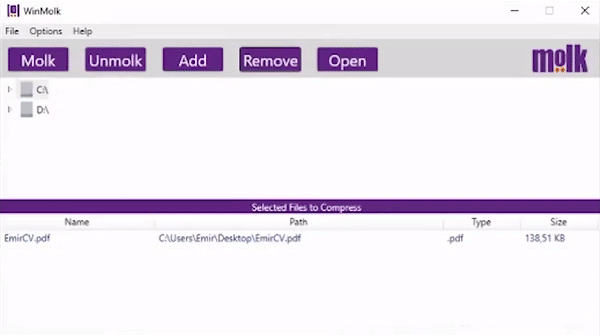 WinMolk
File Options Help
Molk Unmolk Add Remove Open molk
C:\
D:\
Selected Files to Compress
Name Path Type Size
EmirCV.pdf C:\Users\Emir\Desktop\EmirCV.pdf .pdf 138,51 KB